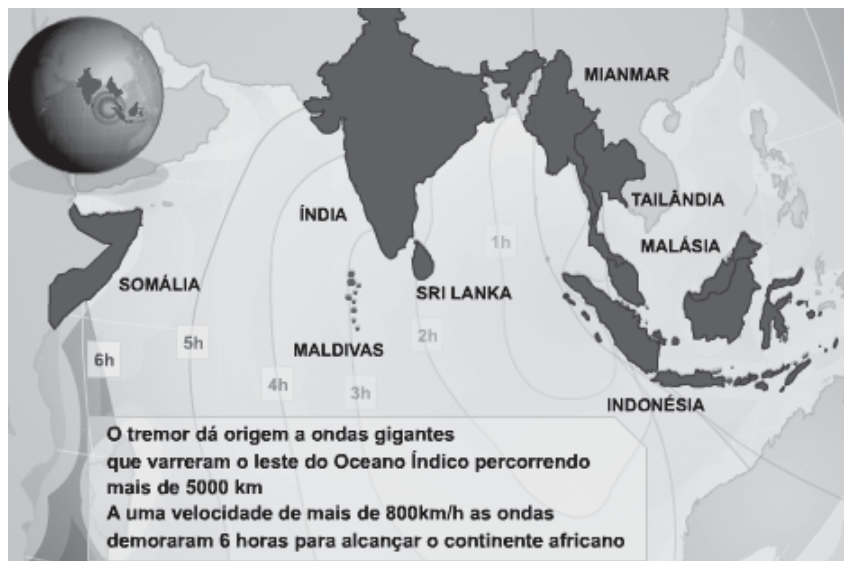 MIANMAR
TAILÂNDIA
ÍNDIA
MALÁSIA
SOMÁLIA
SRI LANKA
MALDIVAS
INDONÉSIA
1h
2h
3h
4h
5h
6h
O tremor dá origem a ondas gigantes
que varreram o leste do Oceano Índico percorrendo
mais de 5000 km
A uma velocidade de mais de 800km/h as ondas
demoraram 6 horas para alcançar o continente africano